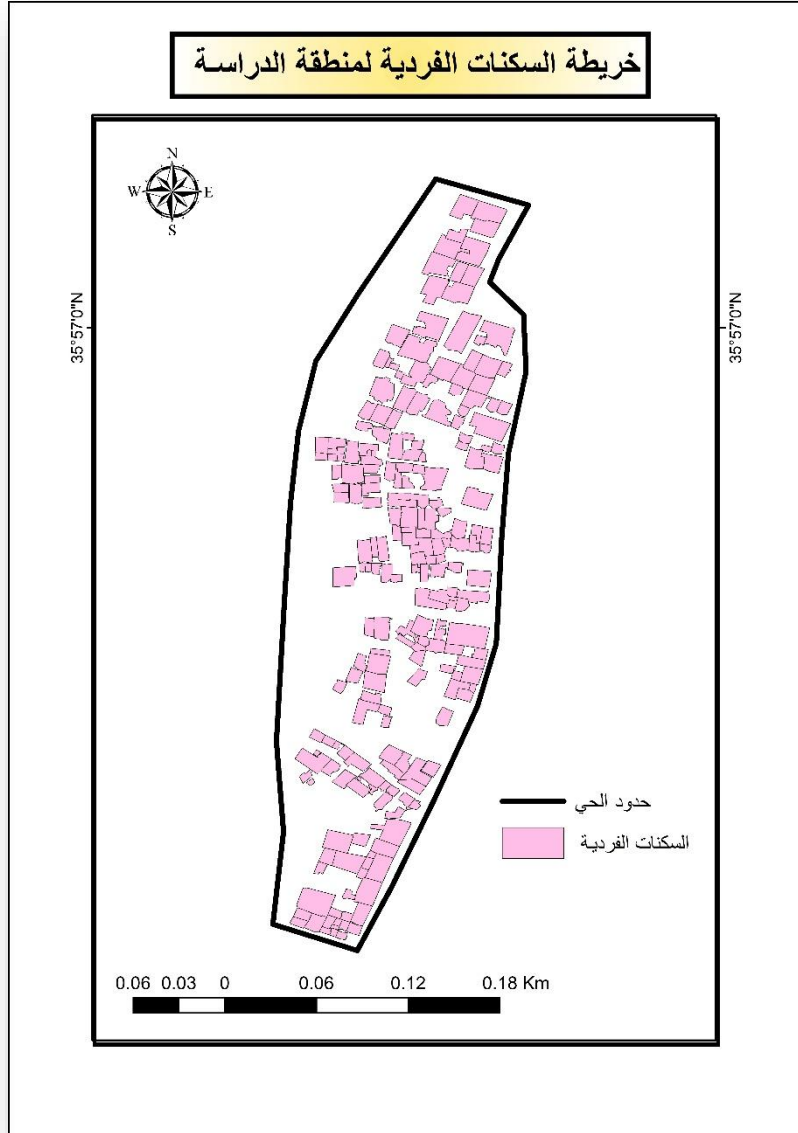 خريطة السكنات الفردية لمنطقة الدراسة
N
W E
S
35°57'0"N
35°57'0"N
حدود الحي
السكنات الفردية
0.06 0.03 0 0.06 0.12 0.18 Km